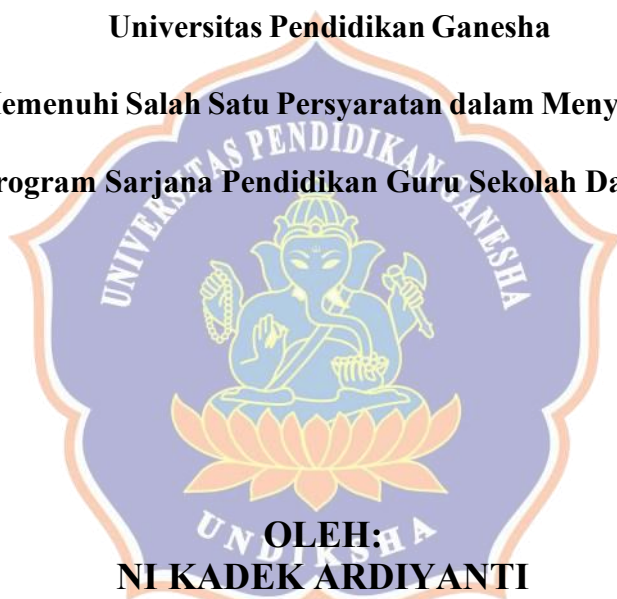 Universitas Pendidikan Ganesha
emenuhi Salah Satu Persyaratan dalam Meny
rogram Sarjana Pendidikan Guru Sekolah Da
UNIVERSITAS PENDIDIKAN GANESHA
UNDIKSHA
OLEH:
NI KADEK ARDIYANTI